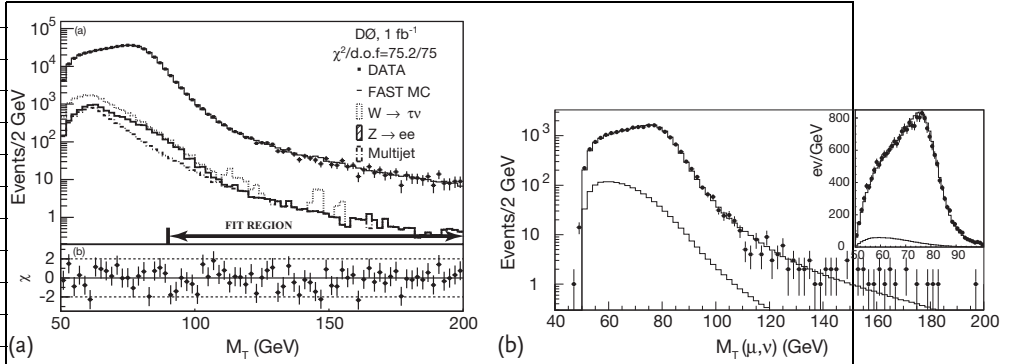 (a)
DØ, 1 fb⁻¹
χ²/d.o.f=75.2/75
DATA
FAST MC
W → τν
Z → ee
Multijet
Events/2 GeV
10⁵
10⁴
10³
10²
10
1
FIT REGION
(b)
χ
2
0
−2
50 100 150 200
M_T (GeV)
(a)
Events/2 GeV
10³
10²
10
1
40 60 80 100 120 140 160 180 200
M_T (μ,ν) (GeV)
(b)
ev/GeV
800
600
400
200
0
50 60 70 80 90